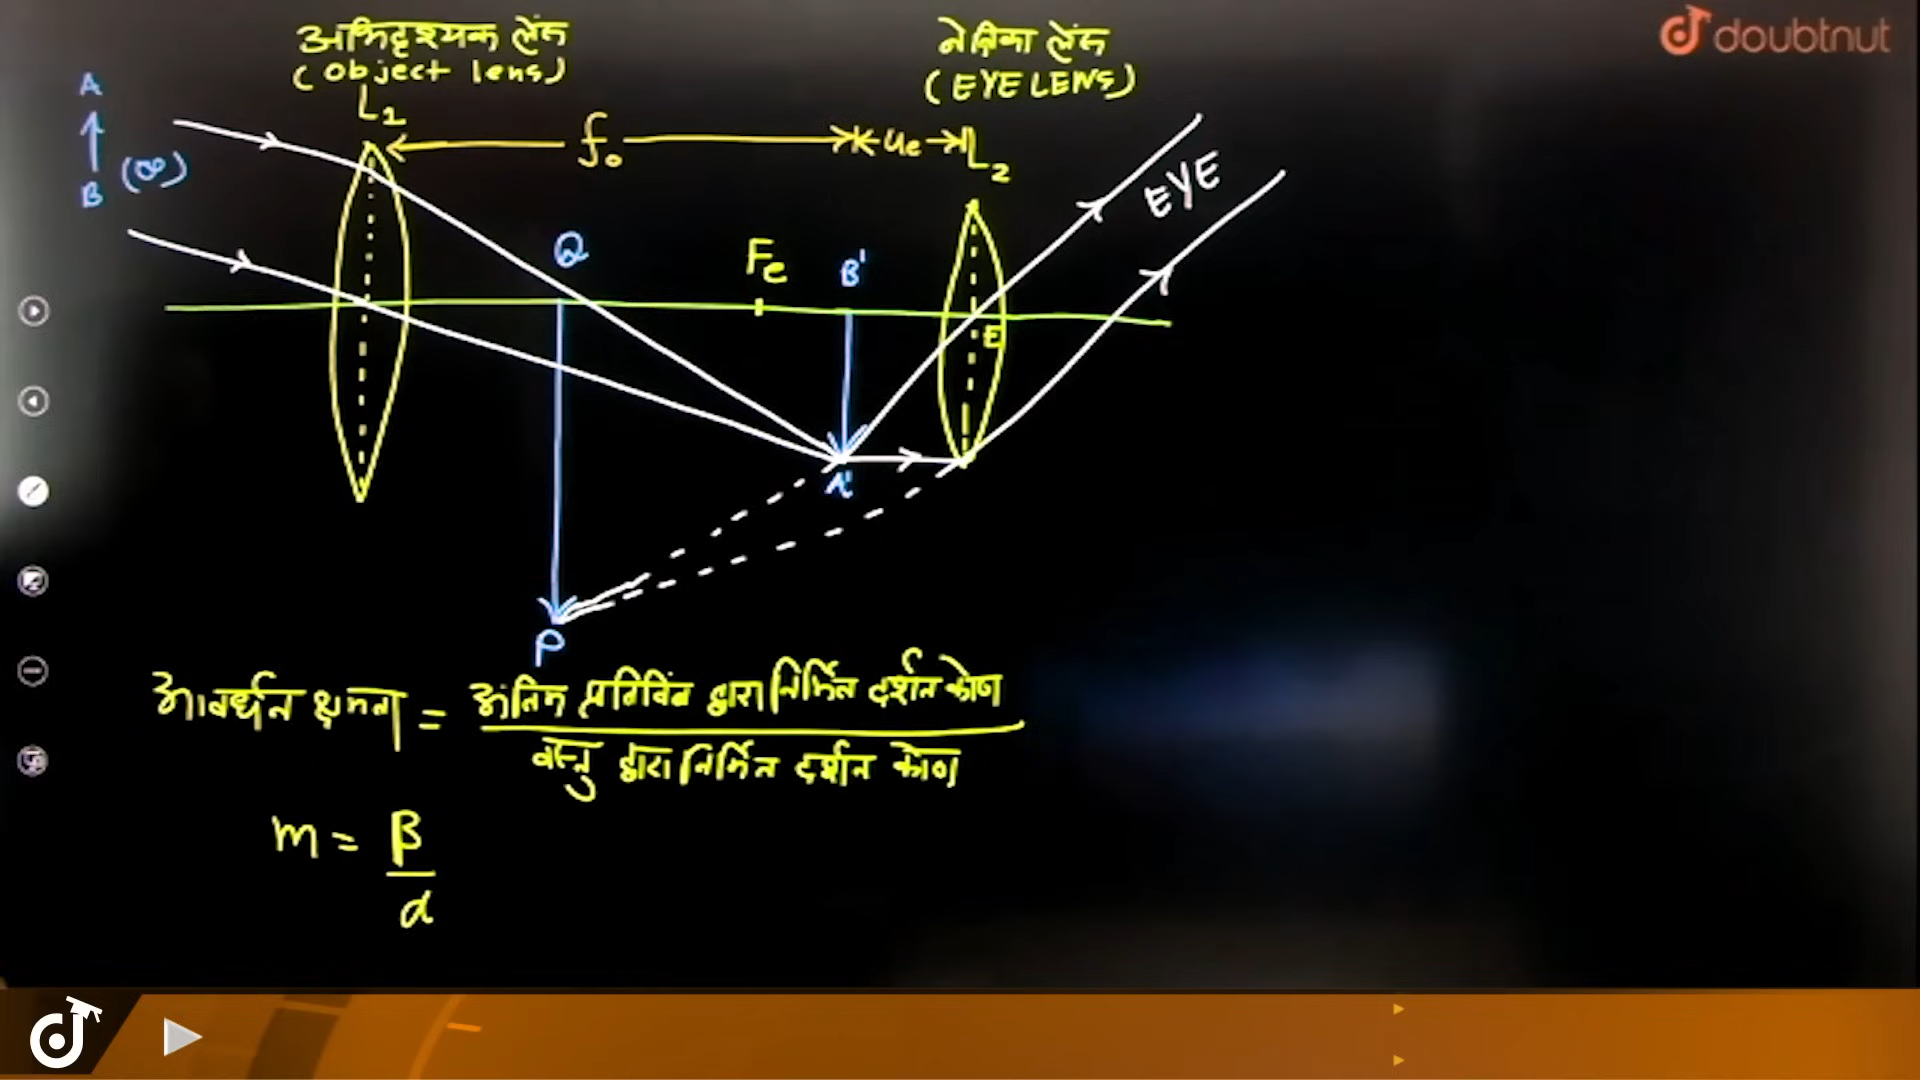 अभिदृश्यक लेंस
(Object lens)
L1
नेत्रिका लेंस
(EYE LENS)
L2
doubtnut
A
B (∞)
fo
ue
EYE
Q
Fe
B'
E
A'
P
आवर्धन क्षमता = अंतिम प्रतिबिंब द्वारा निर्मित दर्शन कोण
वस्तु द्वारा निर्मित दर्शन कोण
m = β
α